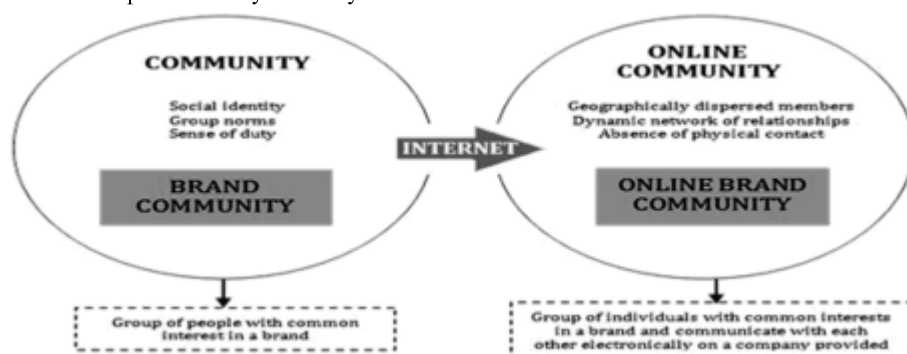 COMMUNITY
Social identity
Group norms
Sense of duty
BRAND
COMMUNITY
INTERNET
ONLINE
COMMUNITY
Geographically dispersed members
Dynamic network of relationships
Absence of physical contact
ONLINE BRAND
COMMUNITY
Group of people with common
interest in a brand
Group of individuals with common interests
in a brand and communicate with each
other electronically on a company provided